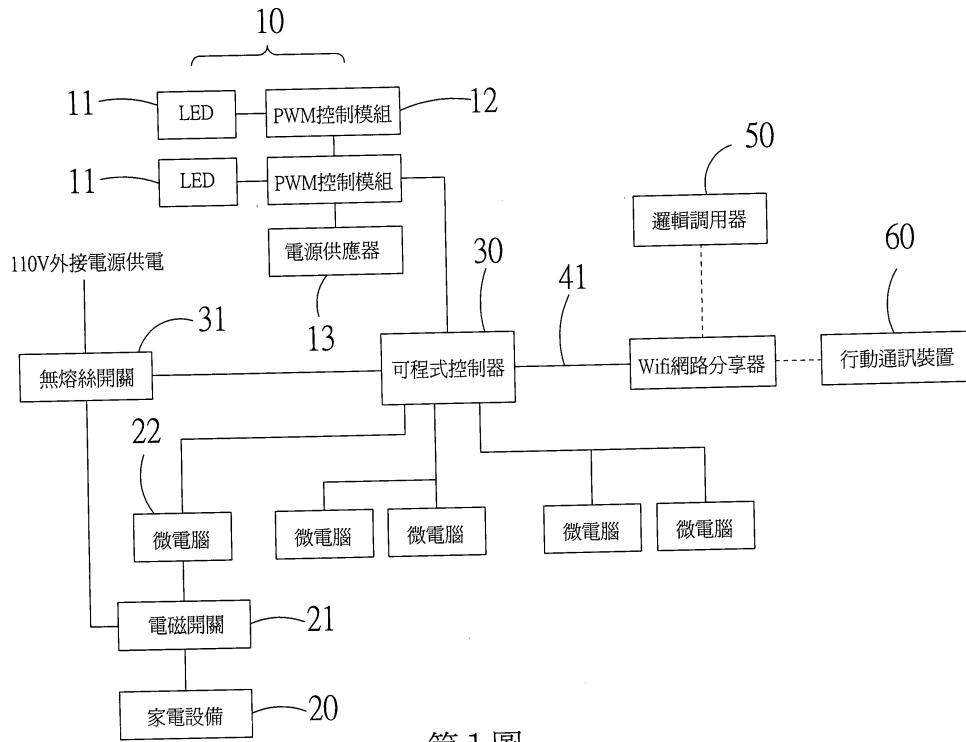 10
11
LED
PWM控制模組
12
11
LED
PWM控制模組
50
邏輯調用器
電源供應器
13
110V外接電源供電
30
41
60
31
無熔絲開關
可程式控制器
Wifi網路分享器
行動通訊裝置
22
微電腦
微電腦
微電腦
微電腦
微電腦
電磁開關
21
家電設備
20
第1圖